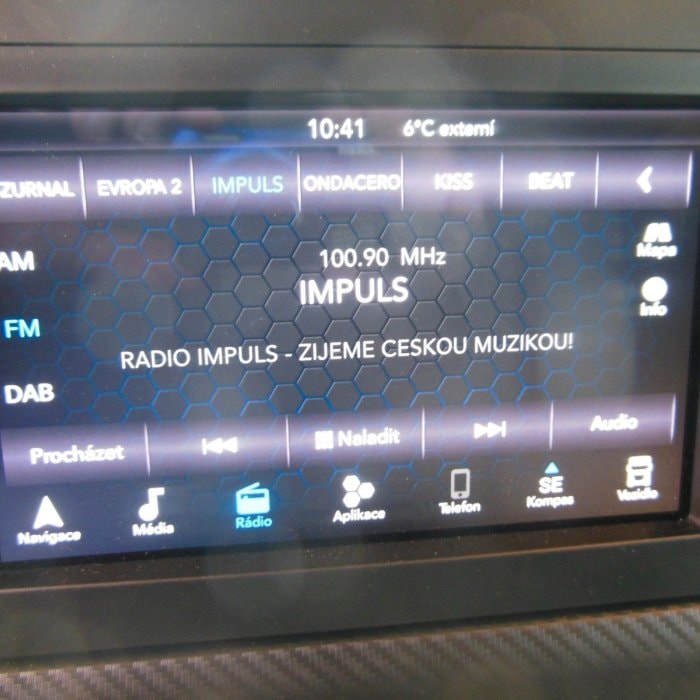 10:41 6°C externí
ZURNAL EVROPA 2 IMPULS ONDACERO KISS BEAT
AM 100.90 MHz Mapa
IMPULS
Info
FM
RADIO IMPULS - ZIJEME CESKOU MUZIKOU!
DAB
Procházet Naladit Audio
SE
Navigace Média Rádio Aplikace Telefon Kompas Vozidlo